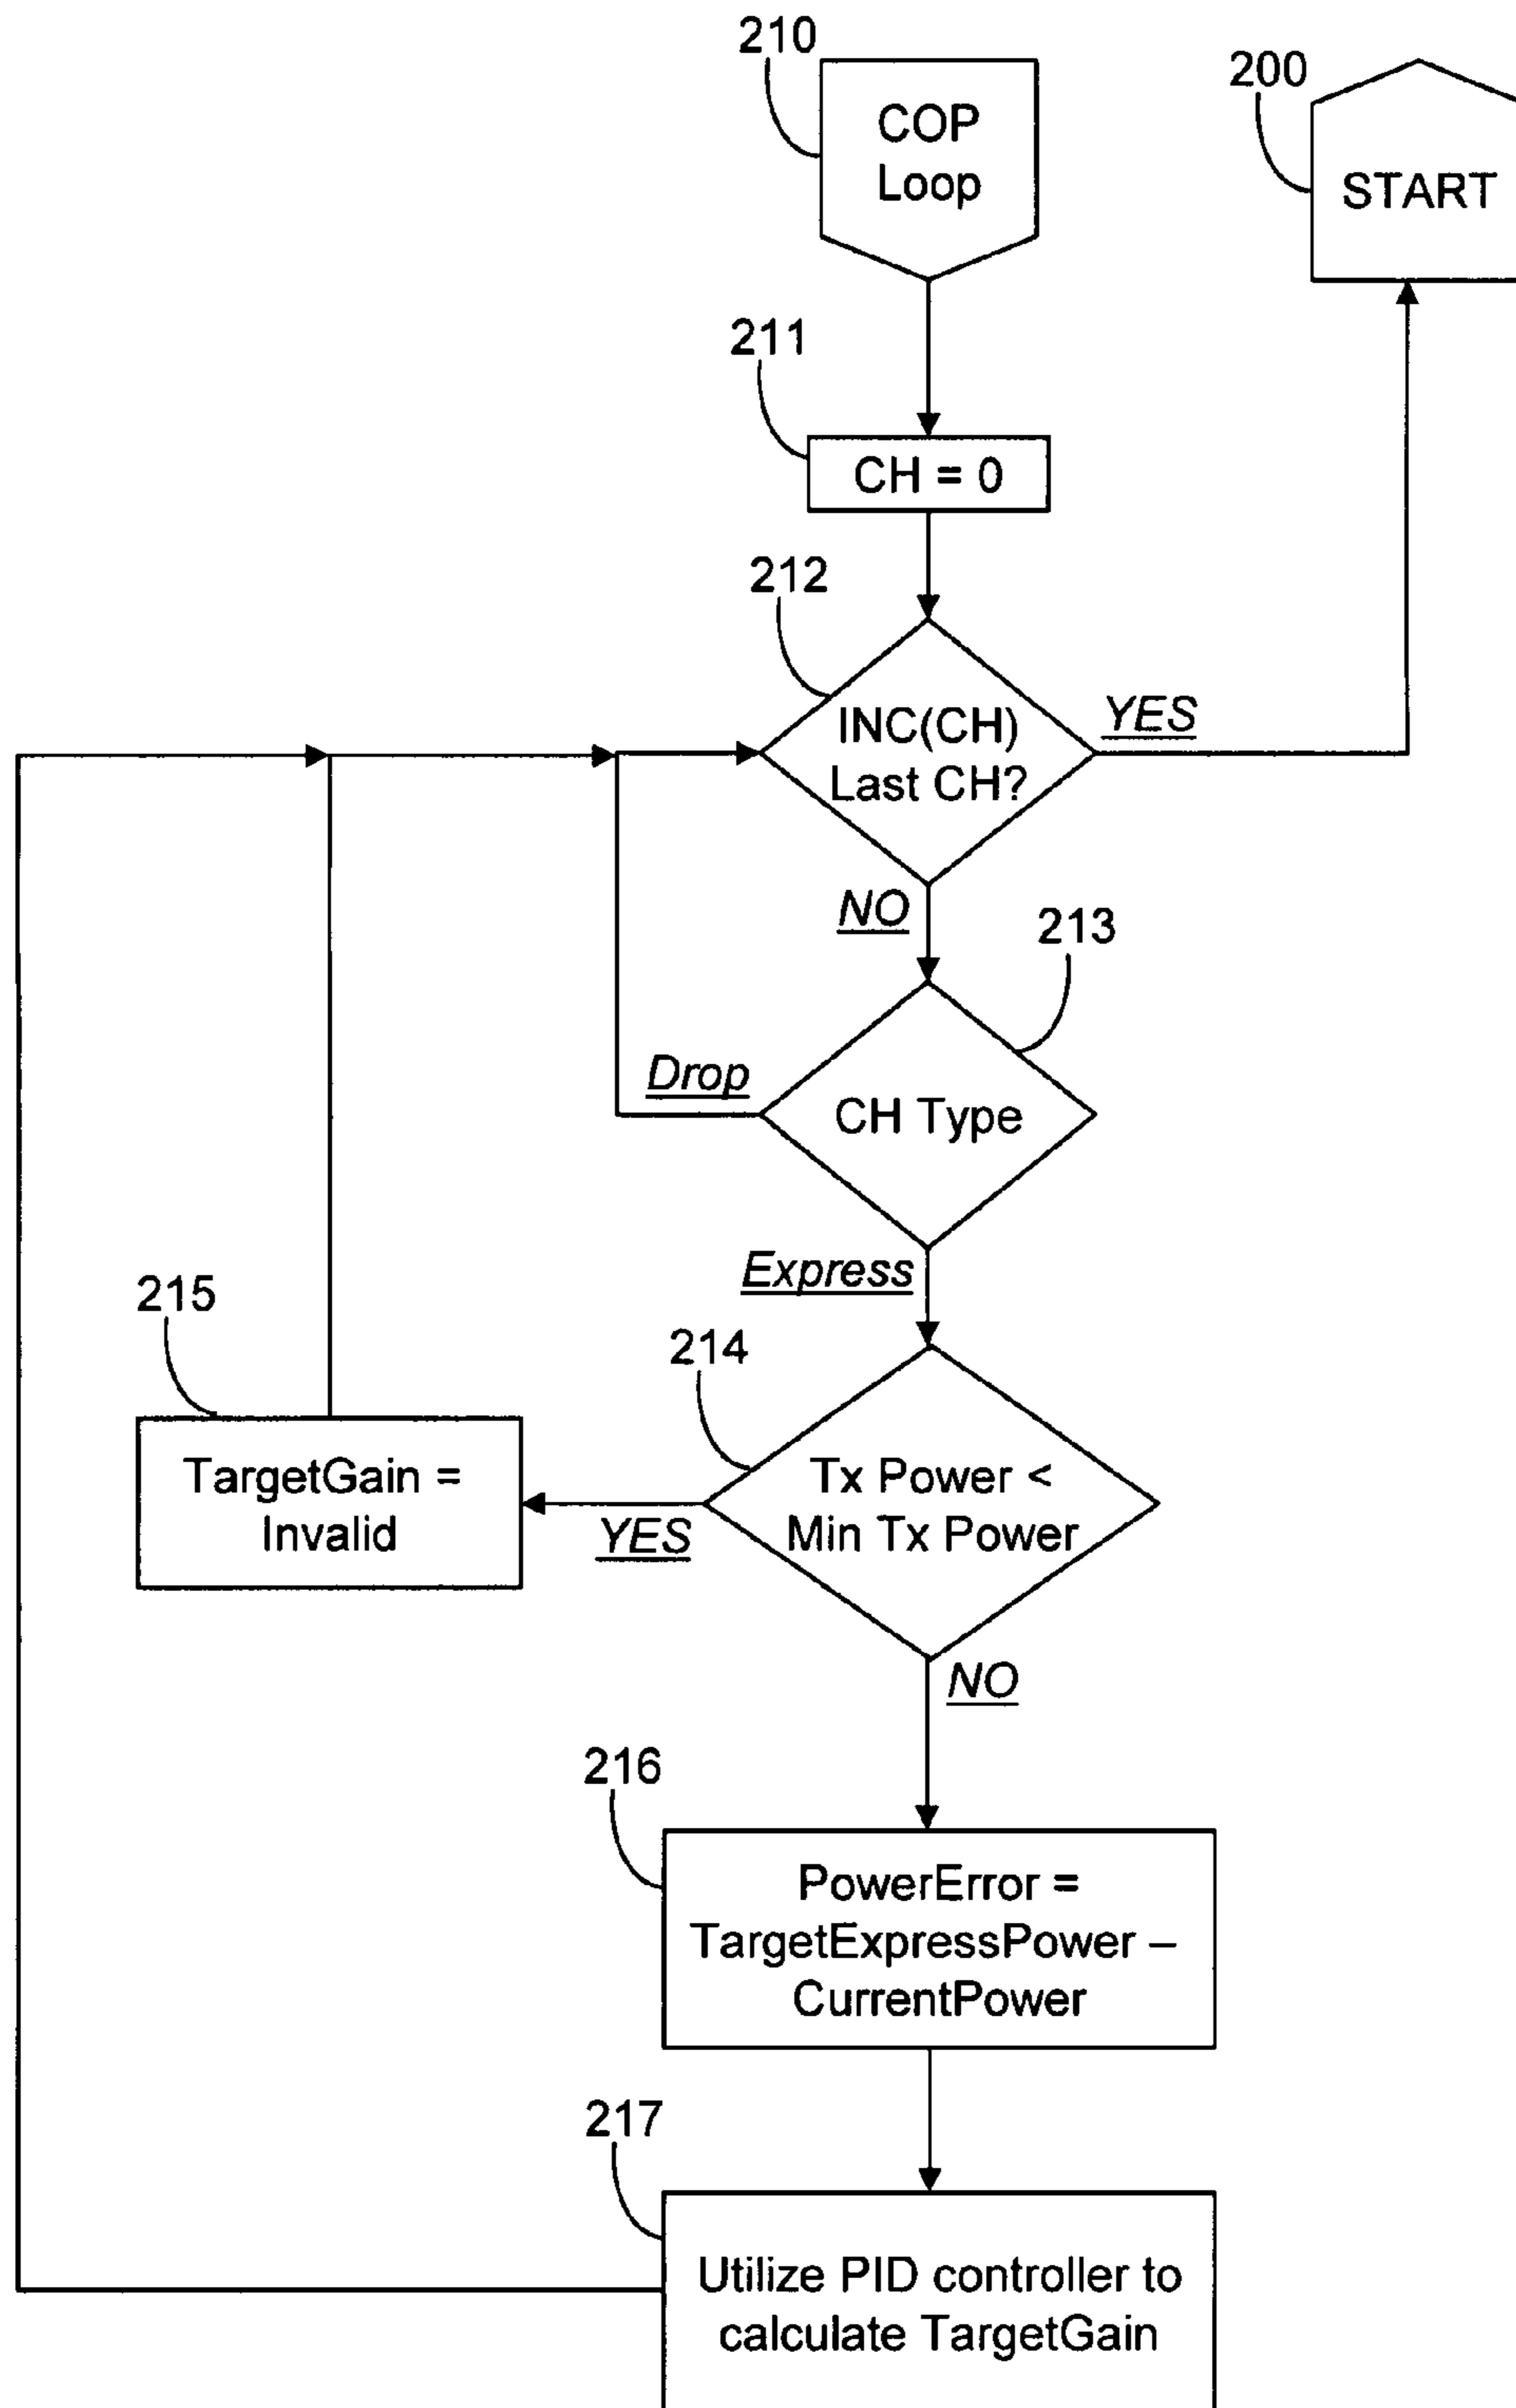 210
COP
Loop
200
START
211
CH = 0
212
INC(CH)
Last CH?
YES
NO
213
CH Type
Drop
Express
215
TargetGain =
Invalid
214
Tx Power <
Min Tx Power
YES
NO
216
PowerError =
TargetExpressPower –
CurrentPower
217
Utilize PID controller to
calculate TargetGain